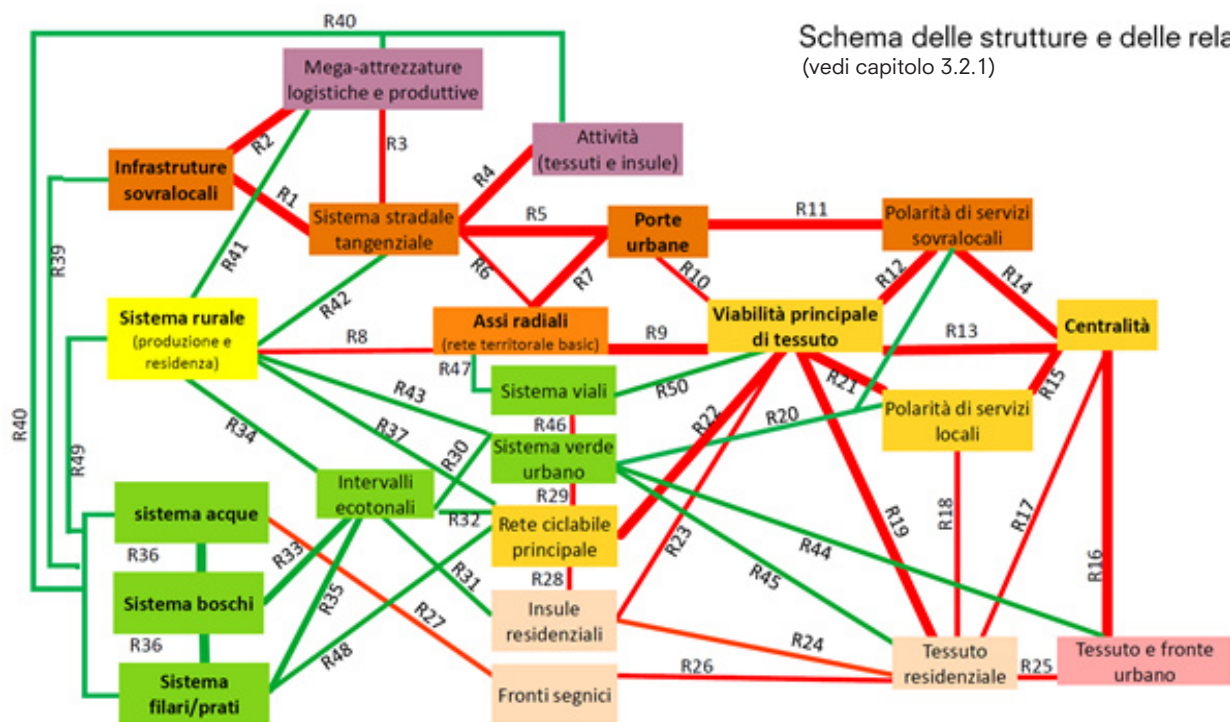 R40
Schema delle strutture e delle rela
(vedi capitolo 3.2.1)
Mega-attrezzature
logistiche e produttive
R2
R3
Attività
(tessuti e insule)
R4
Infrastruture
sovralocali
R1
Sistema stradale
tangenziale
R5
Porte
urbane
R11
Polarità di servizi
sovralocali
R39
R41
R42
R6
R7
R10
R12
R14
Sistema rurale
(produzione e
residenza)
R8
Assi radiali
(rete territorale basic)
R9
Viabilità principale
di tessuto
R13
Centralità
R47
R43
Sistema viali
R50
R21
R15
R40
R49
R34
R37
R30
R46
Sistema verde
urbano
R22
R20
Polarità di servizi
locali
Intervalli
ecotonali
R29
sistema acque
R32
Rete ciclabile
principale
R23
R19
R18
R17
R36
R33
R44
R16
R35
R31
R28
R45
Sistema boschi
R27
Insule
residenziali
R36
R48
R24
Sistema
filari/prati
Fronti segnici
R26
Tessuto
residenziale
R25
Tessuto e fronte
urbano